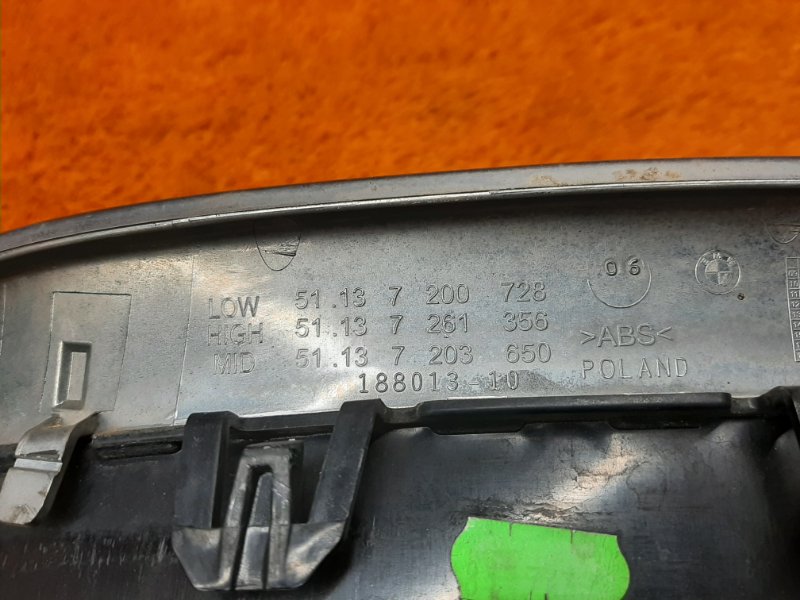 LOW 51.13 7 200 728
HIGH 51.13 7 261 356
MID 51.13 7 203 650
188013-10
06
BMW
>ABS<
POLAND